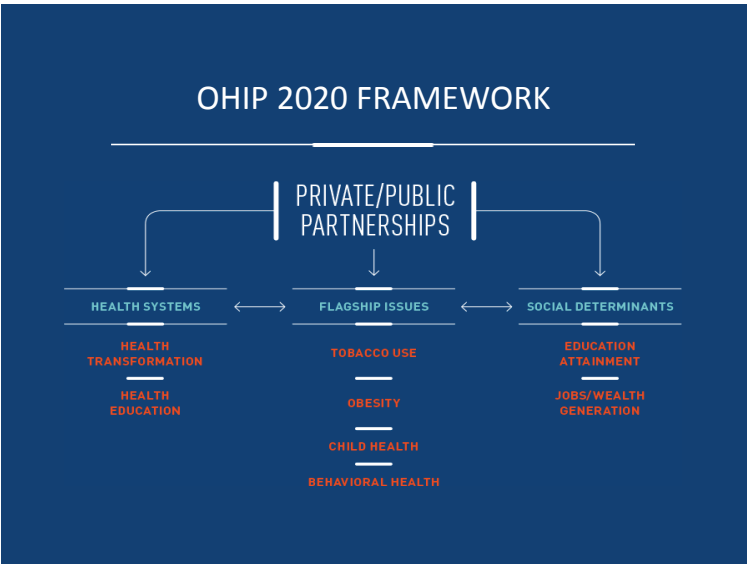 OHIP 2020 FRAMEWORK
PRIVATE/PUBLIC
PARTNERSHIPS
HEALTH SYSTEMS
HEALTH
TRANSFORMATION
HEALTH
EDUCATION
FLAGSHIP ISSUES
TOBACCO USE
OBESITY
CHILD HEALTH
BEHAVIORAL HEALTH
SOCIAL DETERMINANTS
EDUCATION
ATTAINMENT
JOBS/WEALTH
GENERATION